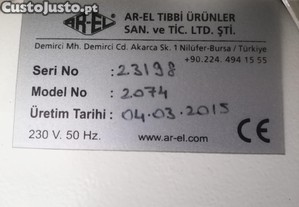 CustoJusto.pt
AR-EL
AR-EL TIBBİ ÜRÜNLER
SAN. ve TİC. LTD. ŞTİ.
Demirci Mh. Demirci Cd. Akarca Sk. 1 Nilüfer-Bursa / Türkiye
+90.224. 494 15 55
Seri No : 23198
Model No : 2074
Üretim Tarihi : 04.03.2015
230 V. 50 Hz. www.ar-el.com CE